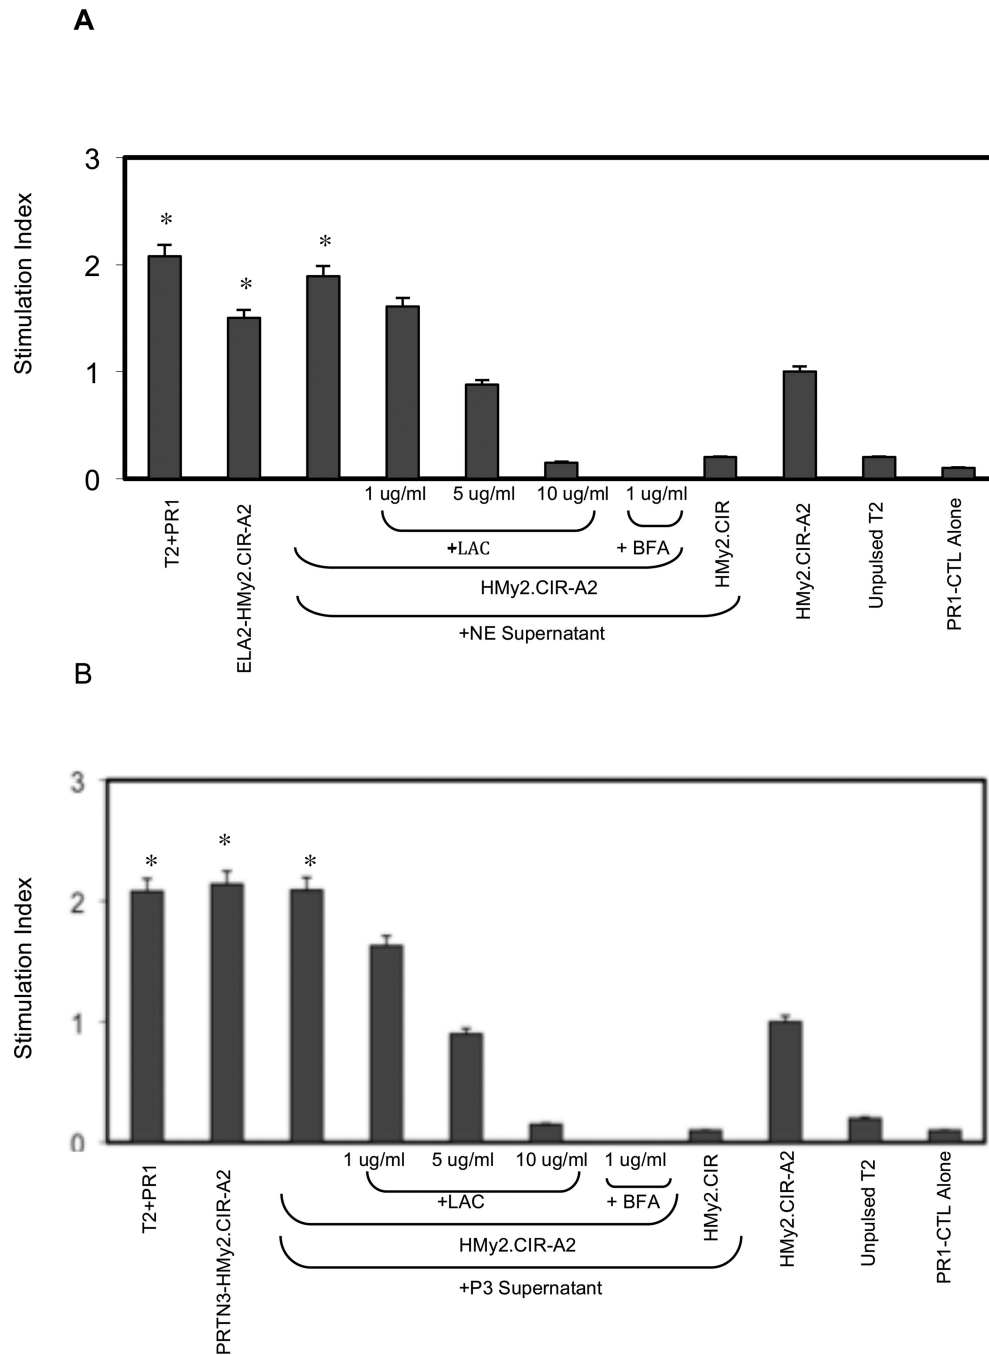 A
3
2
1
0
Stimulation Index
*
*
*
1 ug/ml 5 ug/ml 10 ug/ml 1 ug/ml
+LAC + BFA
HMy2.CIR-A2
+NE Supernatant
T2+PR1
ELA2-HMy2.CIR-A2
HMy2.CIR
HMy2.CIR-A2
Unpulsed T2
PR1-CTL Alone
B
3
2
1
0
Stimulation Index
*
*
*
1 ug/ml 5 ug/ml 10 ug/ml 1 ug/ml
+LAC + BFA
HMy2.CIR-A2
+P3 Supernatant
T2+PR1
PRTN3-HMy2.CIR-A2
HMy2.CIR
HMy2.CIR-A2
Unpulsed T2
PR1-CTL Alone